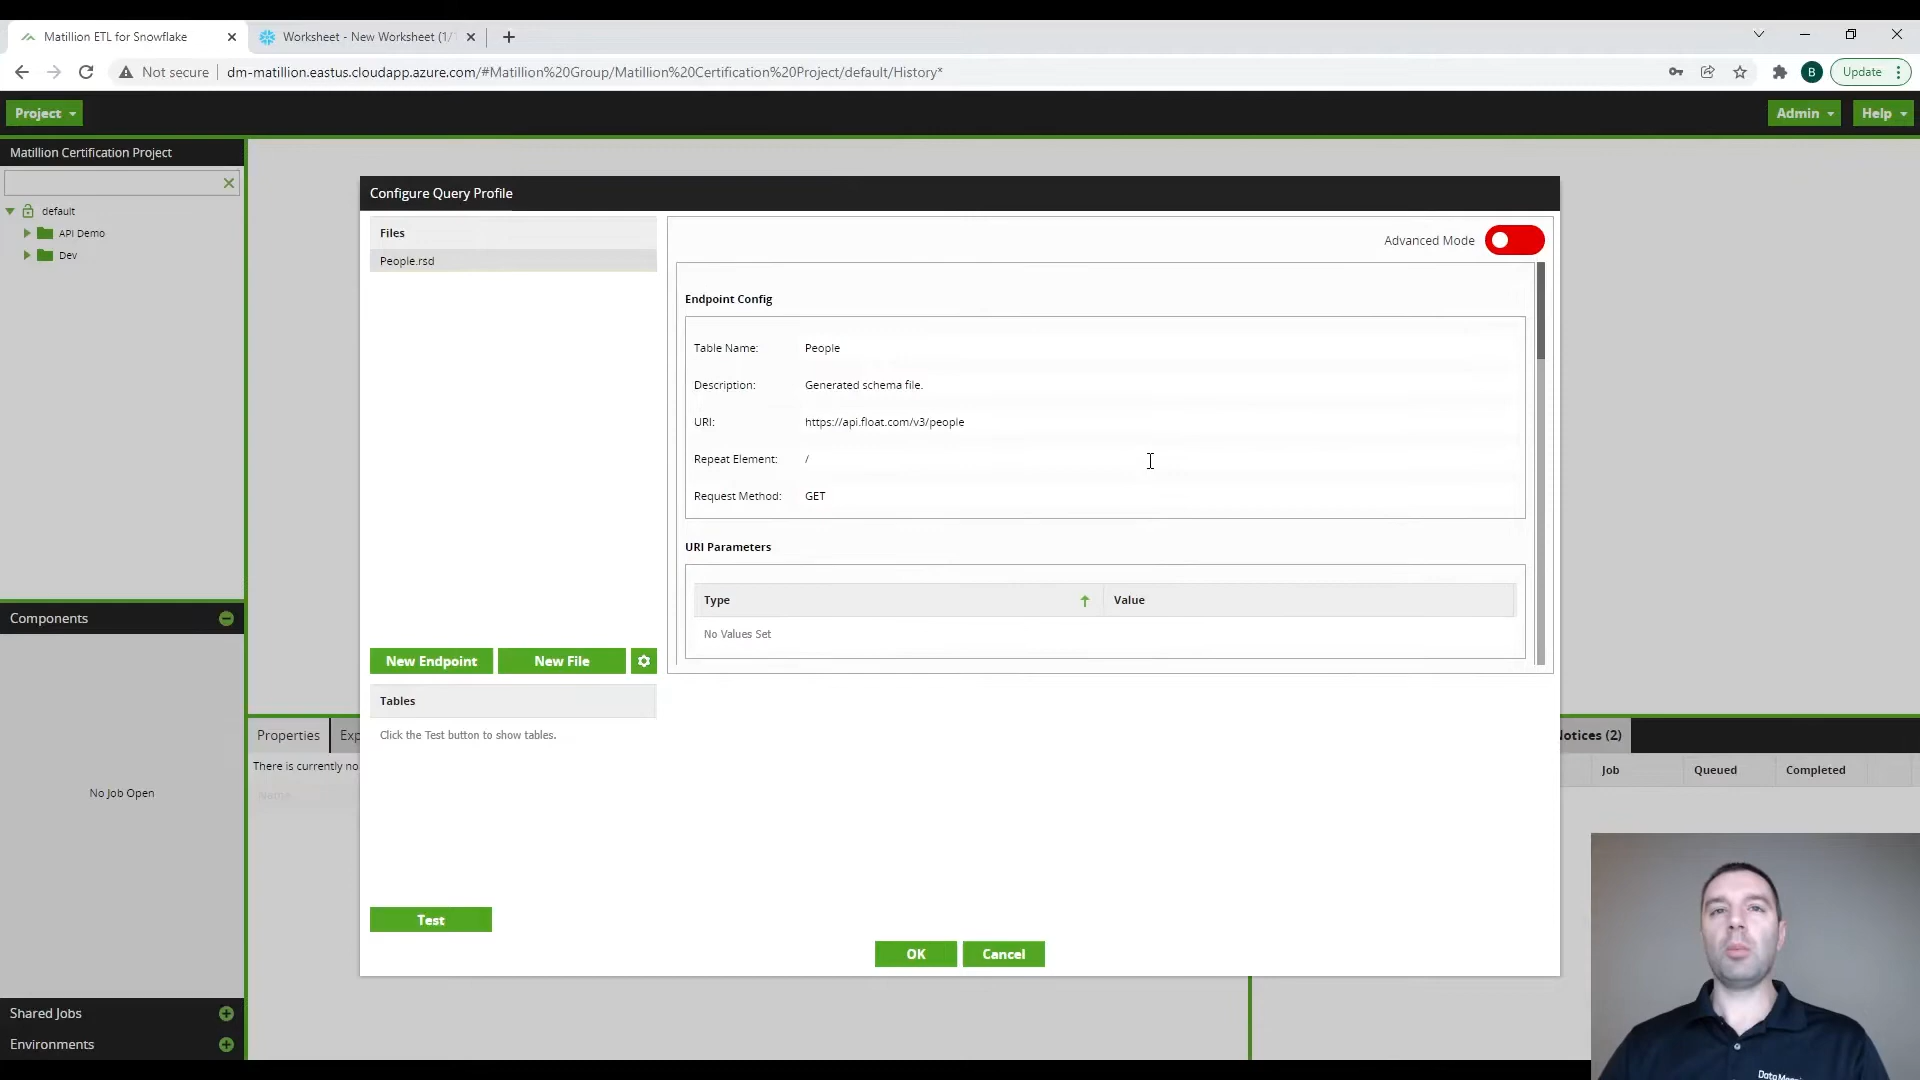 Matillion ETL for Snowflake
Worksheet - New Worksheet (1/1
Not secure
dm-matillion.eastus.cloudapp.azure.com/#Matillion%20Group/Matillion%20Certification%20Project/default/History*
B
Update
Project
Admin
Help
Matillion Certification Project
default
API Demo
Dev
Components
No Job Open
Shared Jobs
Environments
Configure Query Profile
Files
People.rsd
Advanced Mode
Endpoint Config
Table Name: People
Description: Generated schema file.
URI: https://api.float.com/v3/people
Repeat Element: /
Request Method: GET
URI Parameters
Type Value
No Values Set
New Endpoint New File
Tables
Click the Test button to show tables.
Test
OK Cancel
Properties Exp
There is currently no
Name
Notices (2)
Job Queued Completed